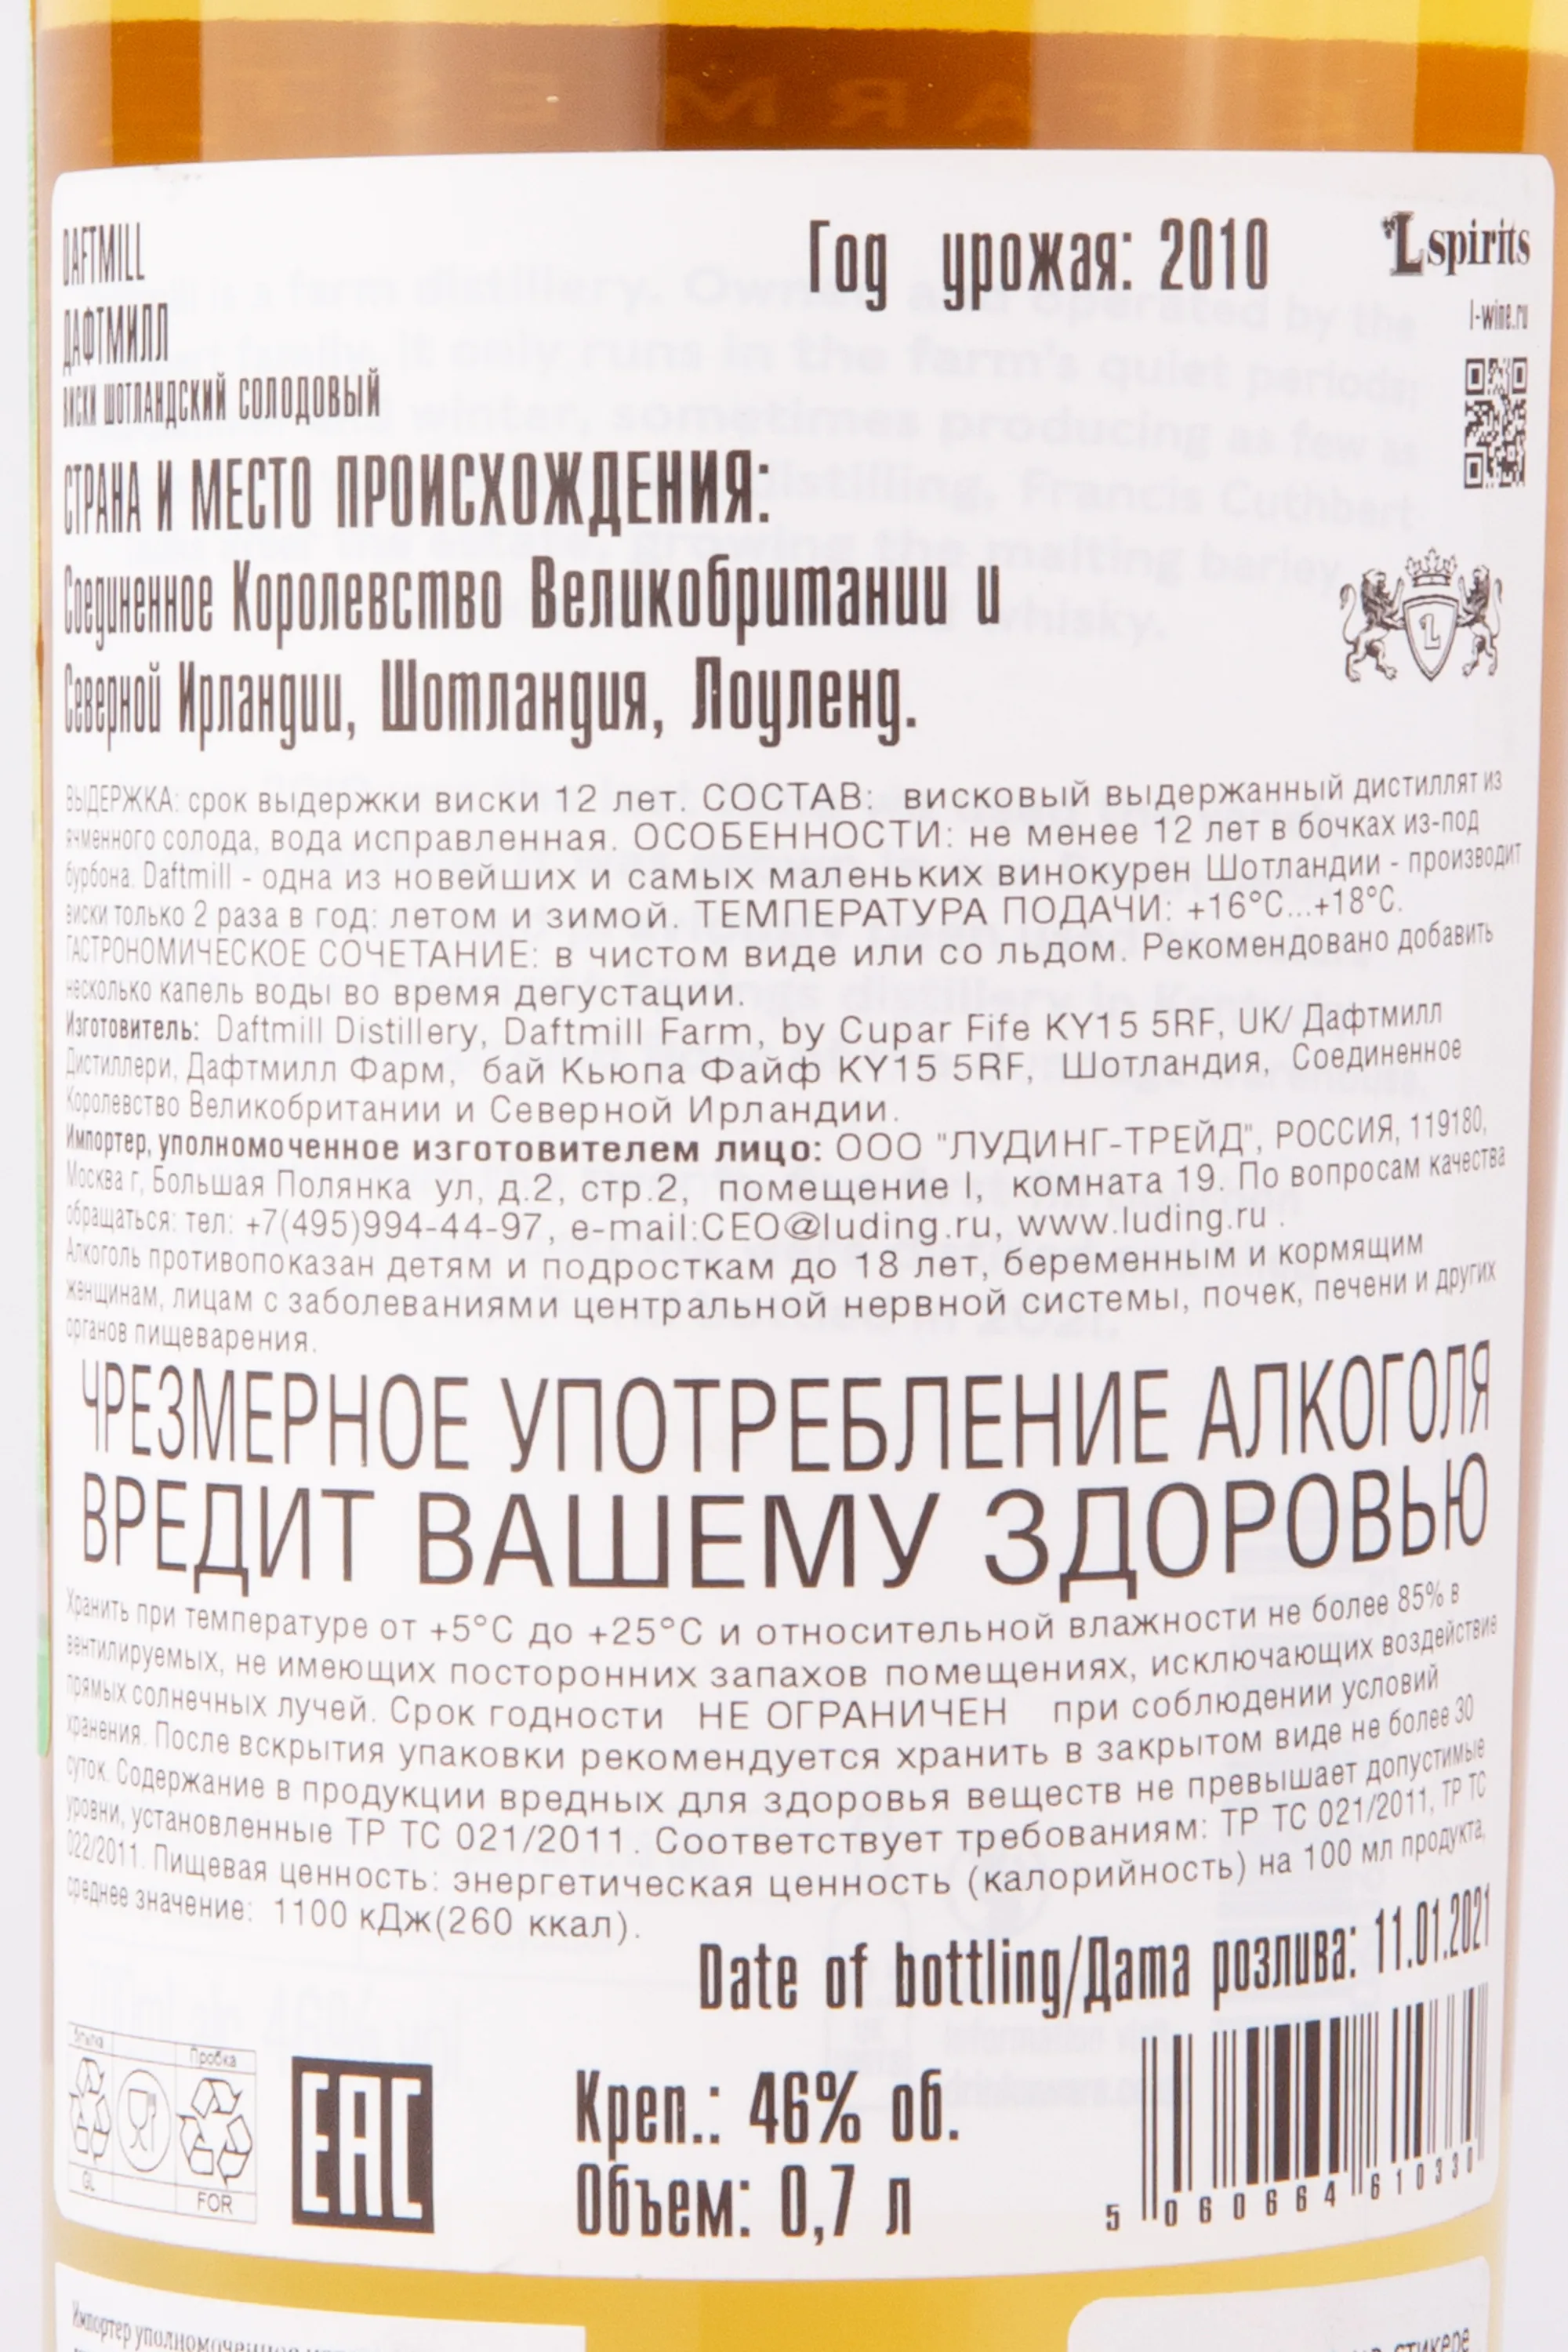 FARM
DAFTMILL
Год урожая: 2010
L spirits
ДАФТМИЛЛ
l-wine.ru
ВИСКИ ШОТЛАНДСКИЙ СОЛОДОВЫЙ
СТРАНА И МЕСТО ПРОИСХОЖДЕНИЯ:
Соединенное Королевство Великобритании и
Северной Ирландии, Шотландия, Лоуленд.
L
ВЫДЕРЖКА: срок выдержки виски 12 лет. СОСТАВ: висковый выдержанный дистиллят из
ячменного солода, вода исправленная. ОСОБЕННОСТИ: не менее 12 лет в бочках из-под
бурбона. Daftmill - одна из новейших и самых маленьких винокурен Шотландии - производит
виски только 2 раза в год: летом и зимой. ТЕМПЕРАТУРА ПОДАЧИ: +16°C...+18°C.
ГАСТРОНОМИЧЕСКОЕ СОЧЕТАНИЕ: в чистом виде или со льдом. Рекомендовано добавить
несколько капель воды во время дегустации.
Изготовитель: Daftmill Distillery, Daftmill Farm, by Cupar Fife KY15 5RF, UK/ Дафтмилл
Дистиллери, Дафтмилл Фарм, бай Кьюпа Файф KY15 5RF, Шотландия, Соединенное
Королевство Великобритании и Северной Ирландии.
Импортер, уполномоченное изготовителем лицо: ООО "ЛУДИНГ-ТРЕЙД", РОССИЯ, 119180,
Москва г, Большая Полянка ул, д.2, стр.2, помещение I, комната 19. По вопросам качества
обращаться: тел: +7(495)994-44-97, e-mail:CEO@luding.ru, www.luding.ru .
Алкоголь противопоказан детям и подросткам до 18 лет, беременным и кормящим
женщинам, лицам с заболеваниями центральной нервной системы, почек, печени и других
органов пищеварения.
ЧРЕЗМЕРНОЕ УПОТРЕБЛЕНИЕ АЛКОГОЛЯ
ВРЕДИТ ВАШЕМУ ЗДОРОВЬЮ
Хранить при температуре от +5°C до +25°C и относительной влажности не более 85% в
вентилируемых, не имеющих посторонних запахов помещениях, исключающих воздействие
прямых солнечных лучей. Срок годности НЕ ОГРАНИЧЕН при соблюдении условий
хранения. После вскрытия упаковки рекомендуется хранить в закрытом виде не более 30
суток. Содержание в продукции вредных для здоровья веществ не превышает допустимые
уровни, установленные ТР ТС 021/2011. Соответствует требованиям: ТР ТС 021/2011, ТР ТС
022/2011. Пищевая ценность: энергетическая ценность (калорийность) на 100 мл продукта,
среднее значение: 1100 кДж(260 ккал).
Date of bottling/Дата розлива: 11.01.2021
Бутылка
Пробка
GL
FOR
EAC
Креп.: 46% об.
Объем: 0,7 л
5 060664 610330
Импортер уполномоченное
стикере